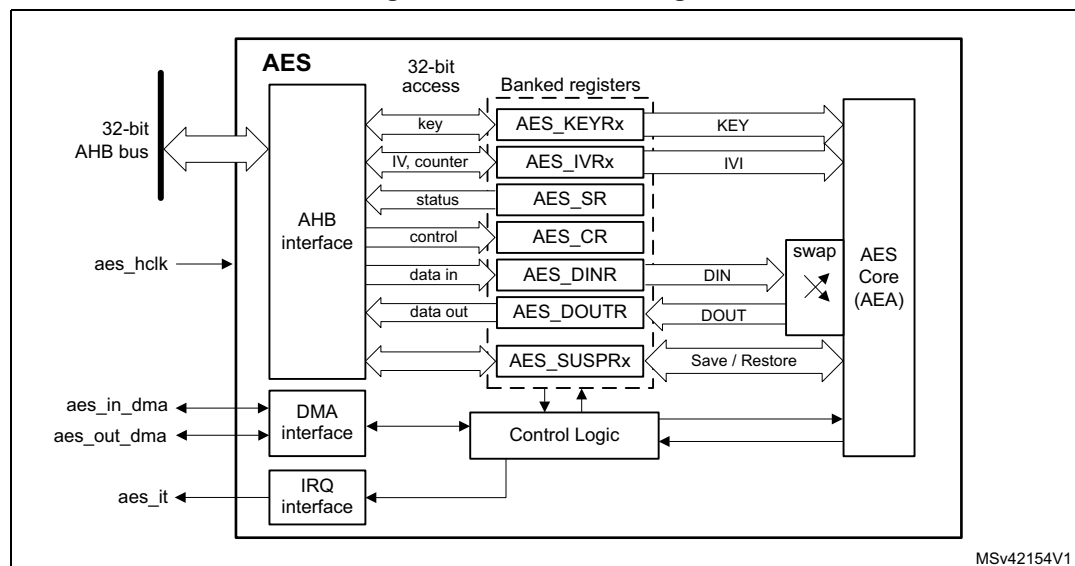 AES
32-bit
access
Banked registers
32-bit
AHB bus
key
AES_KEYRx
KEY
IV, counter
AES_IVRx
IVI
status
AES_SR
AHB
interface
control
AES_CR
aes_hclk
data in
AES_DINR
DIN
swap
AES
Core
(AEA)
data out
AES_DOUTR
DOUT
AES_SUSPRx
Save / Restore
aes_in_dma
aes_out_dma
DMA
interface
Control Logic
aes_it
IRQ
interface
MSv42154V1